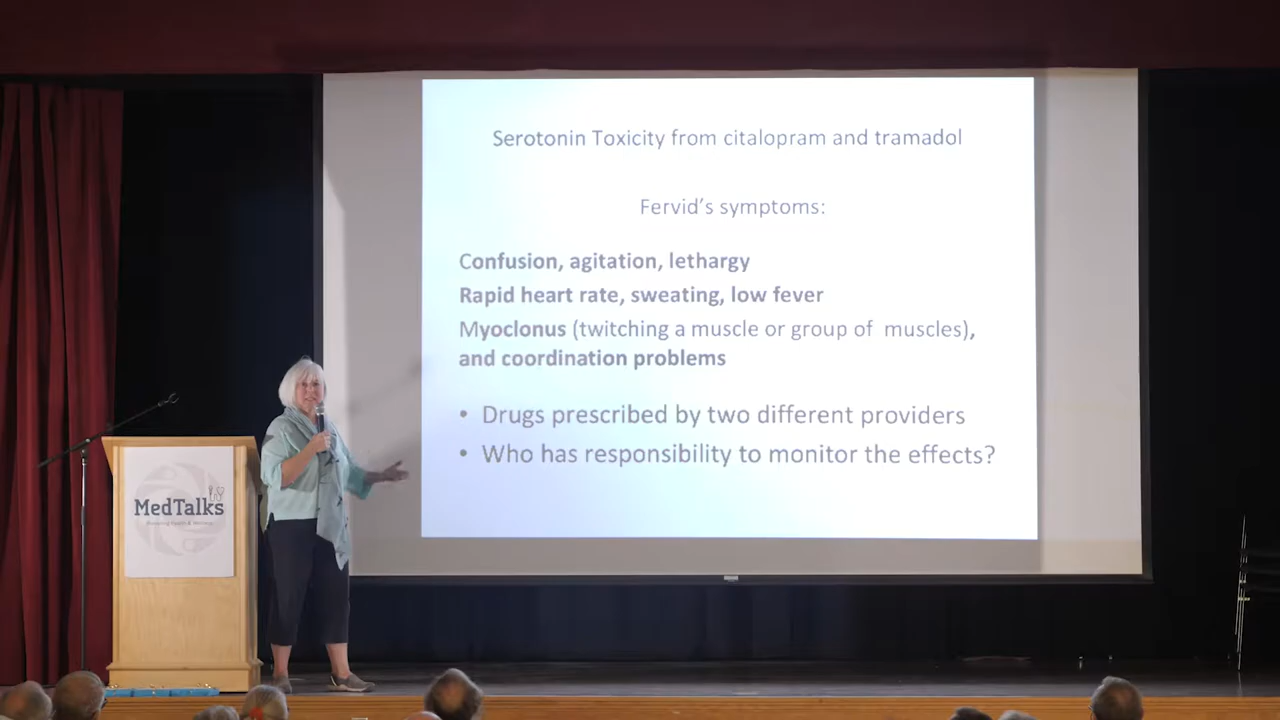 Serotonin Toxicity from citalopram and tramadol
Fervid's symptoms:
Confusion, agitation, lethargy
Rapid heart rate, sweating, low fever
Myoclonus (twitching a muscle or group of muscles),
and coordination problems
• Drugs prescribed by two different providers
• Who has responsibility to monitor the effects?
MedTalks